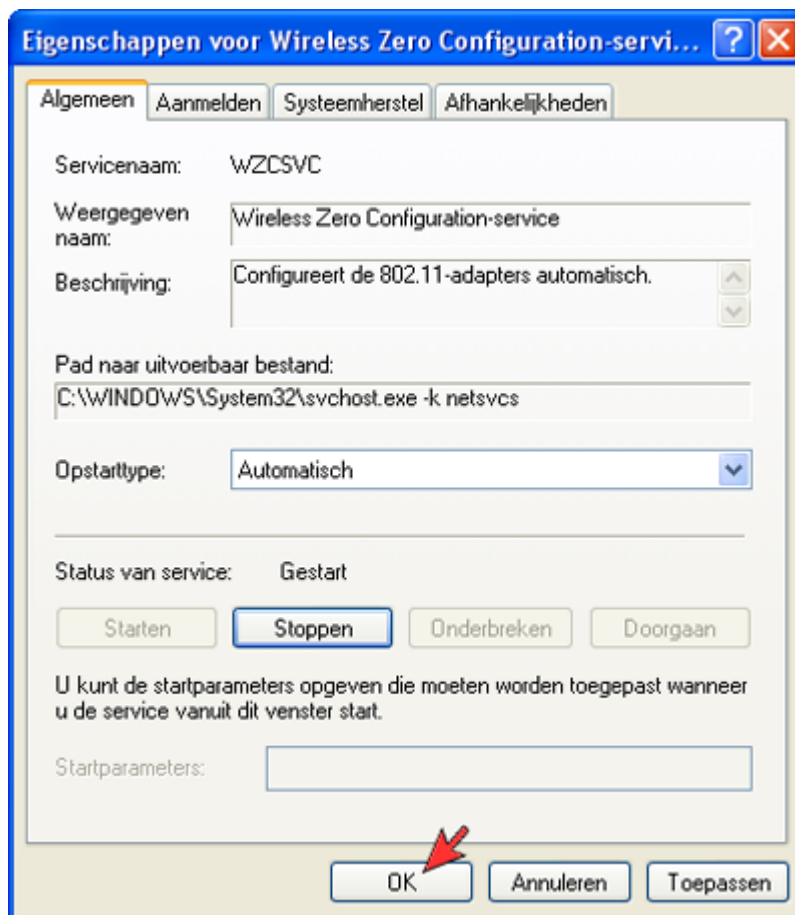 Eigenschappen voor Wireless Zero Configuration-servi...
Algemeen Aanmelden Systeemherstel Afhankelijkheden
Servicenaam: WZCSVC
Weergegeven
naam:
Wireless Zero Configuration-service
Beschrijving:
Configureert de 802.11-adapters automatisch.
Pad naar uitvoerbaar bestand:
C:\WINDOWS\System32\svchost.exe -k netsvcs
Opstarttype: Automatisch
Status van service: Gestart
Starten Stoppen Onderbreken Doorgaan
U kunt de startparameters opgeven die moeten worden toegepast wanneer
u de service vanuit dit venster start.
Startparameters:
OK Annuleren Toepassen